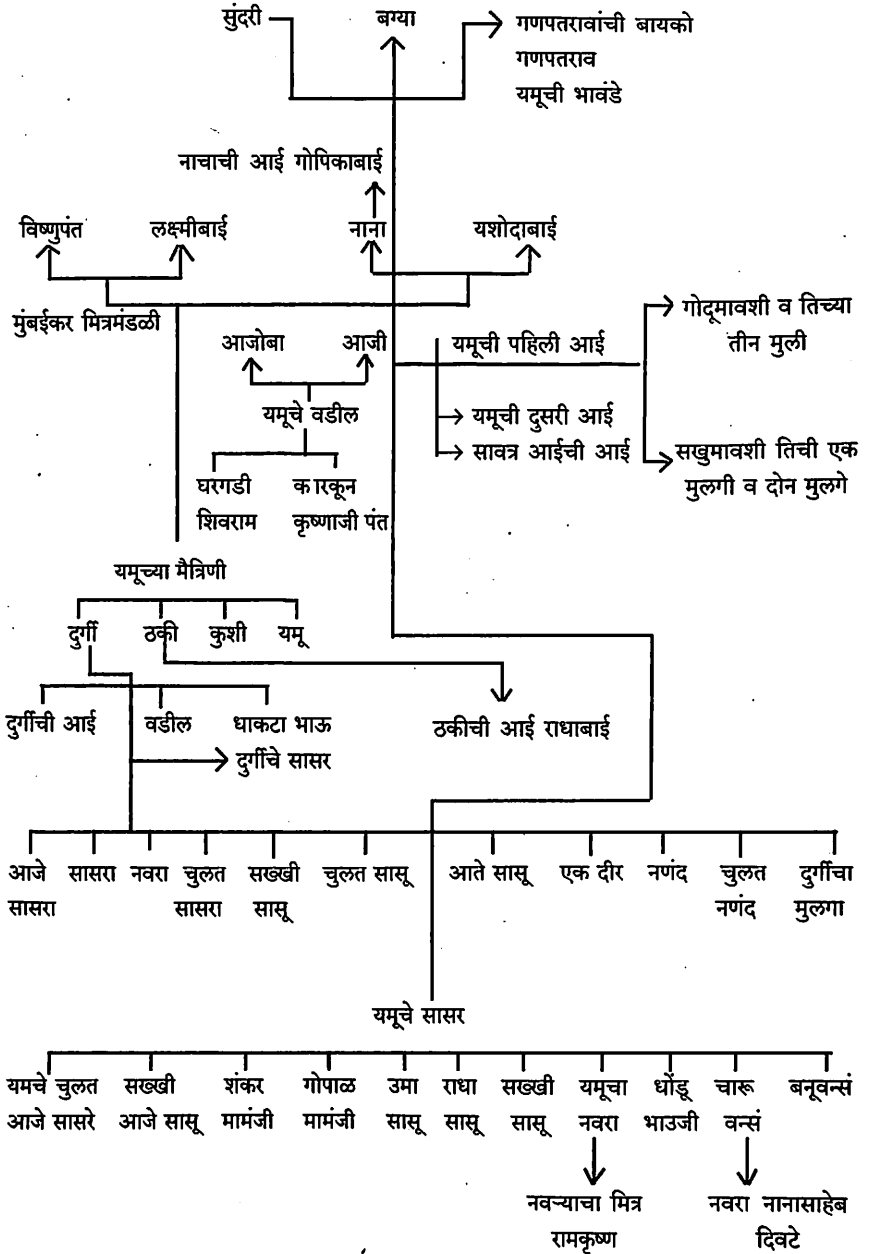 सुंदरी बग्या गणपतरावांची बायको
गणपतराव
यमूची भावंडे
नाचाची आई गोपिकाबाई
विष्णुपंत लक्ष्मीबाई नाना यशोदाबाई
मुंबईकर मित्रमंडळी
गोदूमावशी व तिच्या
तीन मुली
आजोबा आजी यमूची पहिली आई
यमूचे वडील यमूची दुसरी आई
सावत्र आईची आई
सखुमावशी तिची एक
मुलगी व दोन मुलगे
घरगडी कारकून
शिवराम कृष्णाजी पंत
यमूच्या मैत्रिणी
दुर्गी ठकी कुशी यमू
दुर्गीची आई वडील धाकटा भाऊ ठकीची आई राधाबाई
दुर्गीचे सासर
आजे सासरा नवरा चुलत सख्खी चुलत सासू आते सासू एक दीर नणंद चुलत दुर्गीचा
सासरा सासरा सासू नणंद मुलगा
यमूचे सासर
यमचे चुलत सख्खी शंकर गोपाळ उमा राधा सख्खी यमूचा धोंडू चारू बनूवन्सं
आजे सासरे आजे सासू मामंजी मामंजी सासू सासू सासू नवरा भाउजी वन्सं
नवऱ्याचा मित्र नवरा नानासाहेब
रामकृष्ण दिवटे